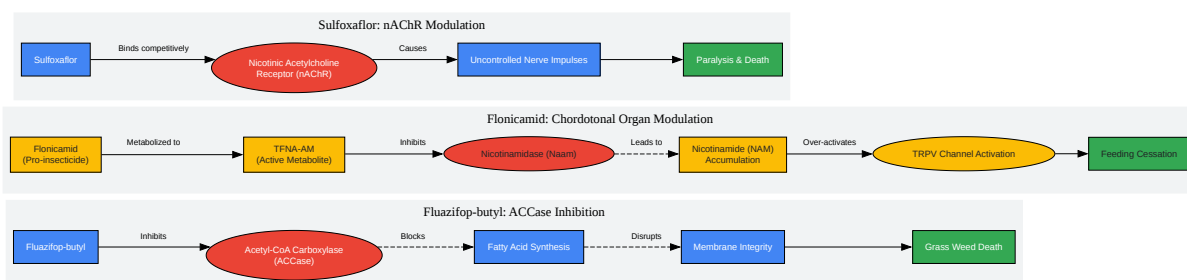 Sulfoxaflor: nAChR Modulation
Sulfoxaflor
Binds competitively
Nicotinic Acetylcholine
Receptor (nAChR)
Causes
Uncontrolled Nerve Impulses
Paralysis & Death
Flonicamid: Chordotonal Organ Modulation
Flonicamid
(Pro-insecticide)
Metabolized to
TFNA-AM
(Active Metabolite)
Inhibits
Nicotinamidase (Naam)
Leads to
Nicotinamide (NAM)
Accumulation
Over-activates
TRPV Channel Activation
Feeding Cessation
Fluazifop-butyl: ACCase Inhibition
Fluazifop-butyl
Inhibits
Acetyl-CoA Carboxylase
(ACCase)
Blocks
Fatty Acid Synthesis
Disrupts
Membrane Integrity
Grass Weed Death